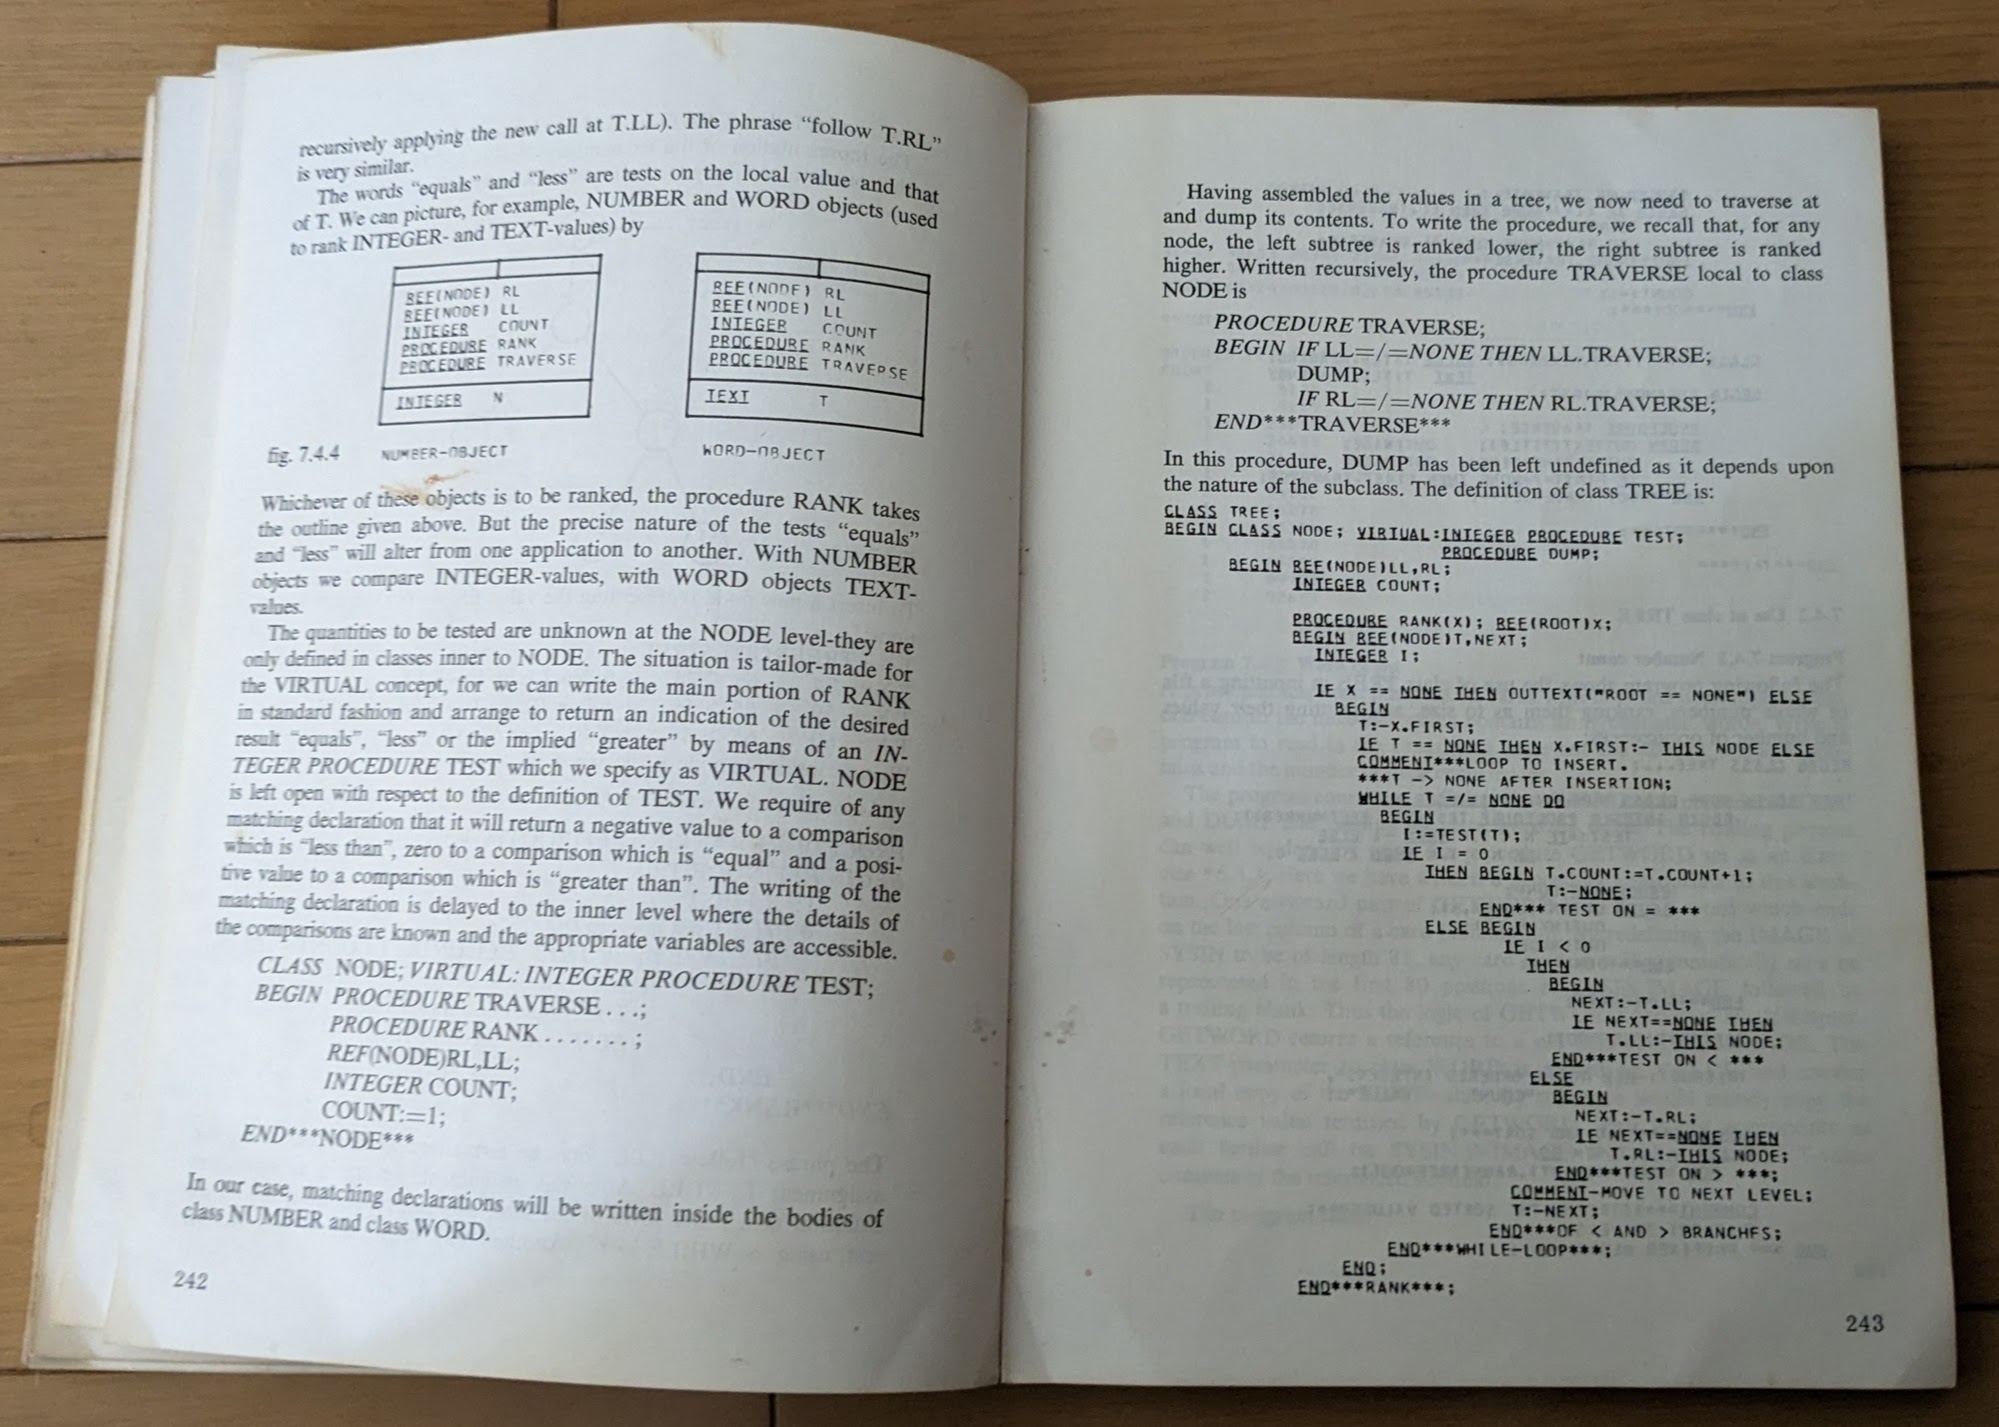 recursively applying the new call at T.LL). The phrase “follow T.RL”
is very similar.
The words “equals” and “less” are tests on the local value and that
of T. We can picture, for example, NUMBER and WORD objects (used
to rank INTEGER- and TEXT-values) by
REF(NODE) RL
REF(NODE) LL
INTEGER COUNT
PROCEDURE RANK
PROCEDURE TRAVERSE
INTEGER N
REF(NODE) RL
REF(NODE) LL
INTEGER COUNT
PROCEDURE RANK
PROCEDURE TRAVERSE
TEXT T
fig. 7.4.4 NUMBER-OBJECT WORD-OBJECT
Whichever of these objects is to be ranked, the procedure RANK takes
the outline given above. But the precise nature of the tests “equals”
and “less” will alter from one application to another. With NUMBER
objects we compare INTEGER-values, with WORD objects TEXT-
values.
The quantities to be tested are unknown at the NODE level-they are
only defined in classes inner to NODE. The situation is tailor-made for
the VIRTUAL concept, for we can write the main portion of RANK
in standard fashion and arrange to return an indication of the desired
result “equals”, “less” or the implied “greater” by means of an IN-
TEGER PROCEDURE TEST which we specify as VIRTUAL. NODE
is left open with respect to the definition of TEST. We require of any
matching declaration that it will return a negative value to a comparison
which is “less than”, zero to a comparison which is “equal” and a posi-
tive value to a comparison which is “greater than”. The writing of the
matching declaration is delayed to the inner level where the details of
the comparisons are known and the appropriate variables are accessible.
CLASS NODE; VIRTUAL: INTEGER PROCEDURE TEST;
BEGIN PROCEDURE TRAVERSE . . .;
PROCEDURE RANK . . . . . . . ;
REF(NODE)RL,LL;
INTEGER COUNT;
COUNT:=1;
END***NODE***
In our case, matching declarations will be written inside the bodies of
class NUMBER and class WORD.
242
Having assembled the values in a tree, we now need to traverse at
and dump its contents. To write the procedure, we recall that, for any
node, the left subtree is ranked lower, the right subtree is ranked
higher. Written recursively, the procedure TRAVERSE local to class
NODE is
PROCEDURE TRAVERSE;
BEGIN IF LL=/=NONE THEN LL.TRAVERSE;
DUMP;
IF RL=/=NONE THEN RL.TRAVERSE;
END***TRAVERSE***
In this procedure, DUMP has been left undefined as it depends upon
the nature of the subclass. The definition of class TREE is:
CLASS TREE;
BEGIN CLASS NODE; VIRTUAL:INTEGER PROCEDURE TEST;
PROCEDURE DUMP;
BEGIN REF(NODE)LL,RL;
INTEGER COUNT;
PROCEDURE RANK(X); REF(ROOT)X;
BEGIN REF(NODE)T,NEXT;
INTEGER I;
IF X == NONE THEN OUTTEXT("ROOT == NONE") ELSE
BEGIN
T:-X.FIRST;
IF T == NONE THEN X.FIRST:- THIS NODE ELSE
COMMENT***LOOP TO INSERT.
***T -> NONE AFTER INSERTION;
WHILE T =/= NONE DO
BEGIN
I:=TEST(T);
IF I = 0
THEN BEGIN T.COUNT:=T.COUNT+1;
T:-NONE;
END*** TEST ON = ***
ELSE BEGIN
IF I < 0
THEN
BEGIN
NEXT:-T.LL;
IF NEXT==NONE THEN
T.LL:-THIS NODE;
END***TEST ON < ***
ELSE
BEGIN
NEXT:-T.RL;
IF NEXT==NONE THEN
T.RL:-THIS NODE;
END***TEST ON > ***;
COMMENT-MOVE TO NEXT LEVEL;
T:-NEXT;
END***OF < AND > BRANCHES;
END***WHILE-LOOP***;
END;
END***RANK***;
243